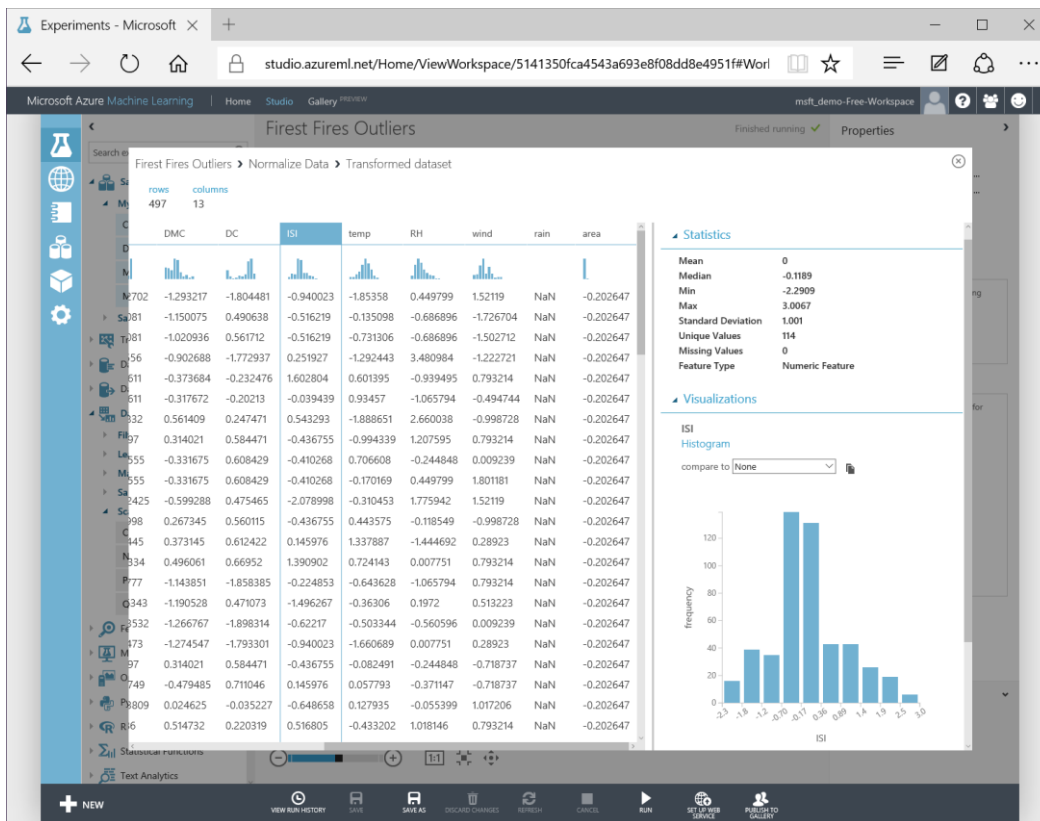 Experiments - Microsoft
studio.azureml.net/Home/ViewWorkspace/5141350fca4543a693e8f08dd8e4951f#Worl
Microsoft Azure Machine Learning | Home Studio Gallery PREVIEW msft_demo-Free-Workspace
Firest Fires Outliers Finished running Properties
Firest Fires Outliers > Normalize Data > Transformed dataset
rows columns
497 13
DMC DC ISI temp RH wind rain area
2702 -1.293217 -1.804481 -0.940023 -1.85358 0.449799 1.52119 NaN -0.202647
081 -1.150075 0.490638 -0.516219 -0.135098 -0.686896 -1.726704 NaN -0.202647
081 -1.020936 0.561712 -0.516219 -0.731306 -0.686896 -1.502712 NaN -0.202647
556 -0.902688 -1.772937 0.251927 -1.292443 3.480984 -1.222721 NaN -0.202647
611 -0.373684 -0.232476 1.602804 0.601395 -0.939495 0.793214 NaN -0.202647
611 -0.317672 -0.20213 -0.039439 0.93457 -1.065794 -0.494744 NaN -0.202647
332 0.561409 0.247471 0.543293 -1.888651 2.660038 -0.998728 NaN -0.202647
97 0.314021 0.584471 -0.436755 -0.994339 1.207595 0.793214 NaN -0.202647
555 -0.331675 0.608429 -0.410268 0.706608 -0.244848 0.009239 NaN -0.202647
555 -0.331675 0.608429 -0.410268 -0.170169 0.449799 1.801181 NaN -0.202647
2425 -0.599288 0.475465 -2.078998 -0.310453 1.775942 1.52119 NaN -0.202647
998 0.267345 0.560115 -0.436755 0.443575 -0.118549 -0.998728 NaN -0.202647
445 0.373145 0.612422 0.145976 1.337887 -1.444692 0.28923 NaN -0.202647
334 0.496061 0.66952 1.390902 0.724143 0.007751 0.793214 NaN -0.202647
777 -1.143851 -1.858385 -0.224853 -0.643628 -1.065794 0.793214 NaN -0.202647
343 -1.190528 0.471073 -1.496267 -0.36306 0.1972 0.513223 NaN -0.202647
3532 -1.266767 -1.898314 -0.62217 -0.503344 -0.560596 0.009239 NaN -0.202647
473 -1.274547 -1.793301 -0.940023 -1.660689 0.007751 0.28923 NaN -0.202647
97 0.314021 0.584471 -0.436755 -0.082491 -0.244848 -0.718737 NaN -0.202647
749 -0.479485 0.711046 0.145976 0.057793 -0.371147 -0.718737 NaN -0.202647
3809 0.024625 -0.035227 -0.648658 0.127935 -0.055399 1.017206 NaN -0.202647
0.514732 0.220319 0.516805 -0.433202 1.018146 0.793214 NaN -0.202647
Statistics
Mean 0
Median -0.1189
Min -2.2909
Max 3.0067
Standard Deviation 1.001
Unique Values 114
Missing Values 0
Feature Type Numeric Feature
Visualizations
ISI
Histogram
compare to None
120
100
80
60
40
20
0
frequency
-2.3 -1.8 -1.2 -0.70 -0.17 0.36 0.89 1.4 1.9 2.5 3.0
ISI
Statistical Functions
Text Analytics
1:1
NEW VIEW RUN HISTORY SAVE SAVE AS DISCARD CHANGES REFRESH CANCEL RUN SET UP WEB SERVICE PUBLISH TO GALLERY